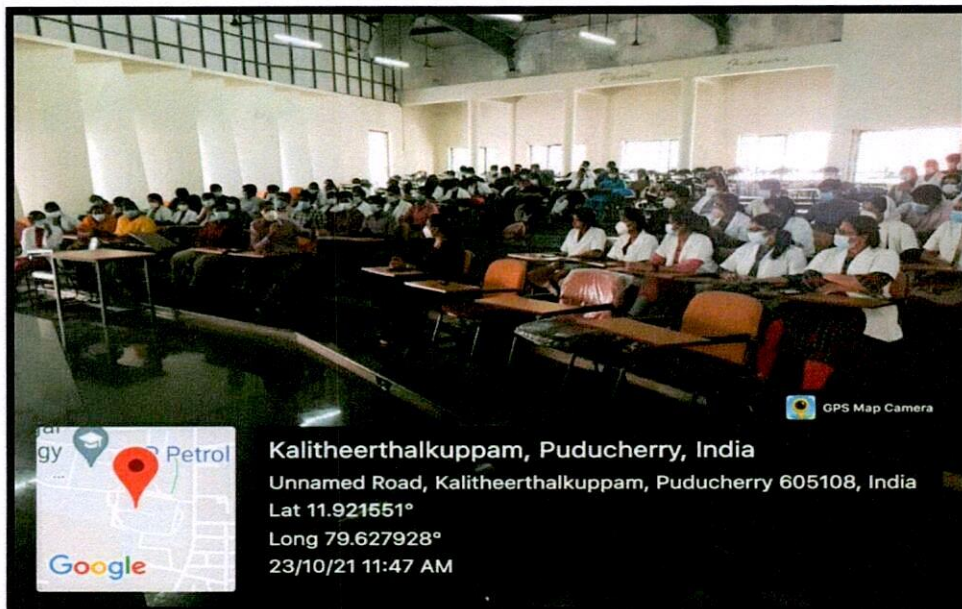 GPS Map Camera
gy
Petrol
Google
Kalitheerthalkuppam, Puducherry, India
Unnamed Road, Kalitheerthalkuppam, Puducherry 605108, India
Lat 11.921551°
Long 79.627928°
23/10/21 11:47 AM